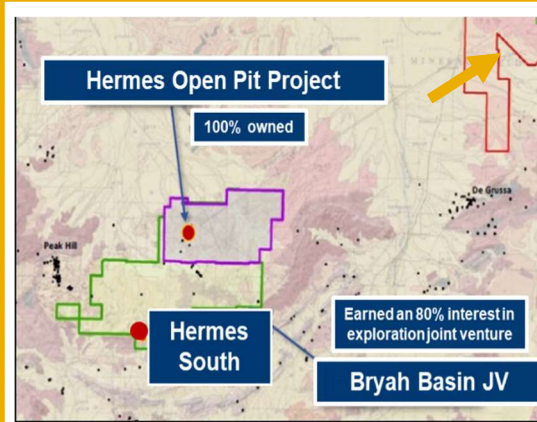 Hermes Open Pit Project
100% owned
De Grussa
Peak Hill
Hermes
South
Earned an 80% interest in
exploration joint venture
Bryah Basin JV